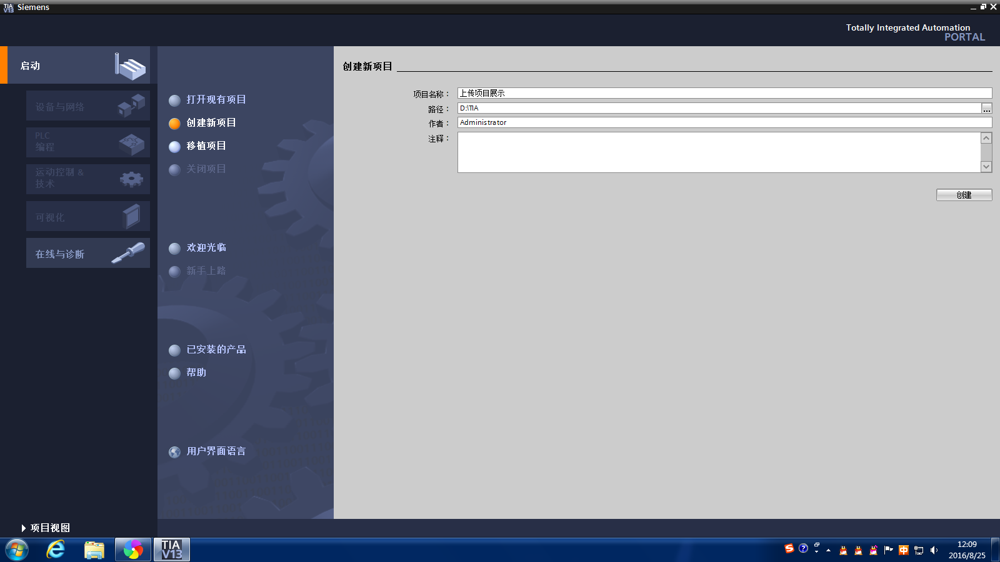 TIA
V13
Siemens
Totally Integrated Automation
PORTAL
启动
设备与网络
PLC
编程
运动控制 &
技术
可视化
在线与诊断
打开现有项目
创建新项目
移植项目
关闭项目
欢迎光临
新手上路
已安装的产品
帮助
用户界面语言
创建新项目
项目名称：
上传项目展示
路径：
D:\TIA
...
作者：
Administrator
注释：
创建
项目视图
TIA
V13
中
12:09
2016/8/25